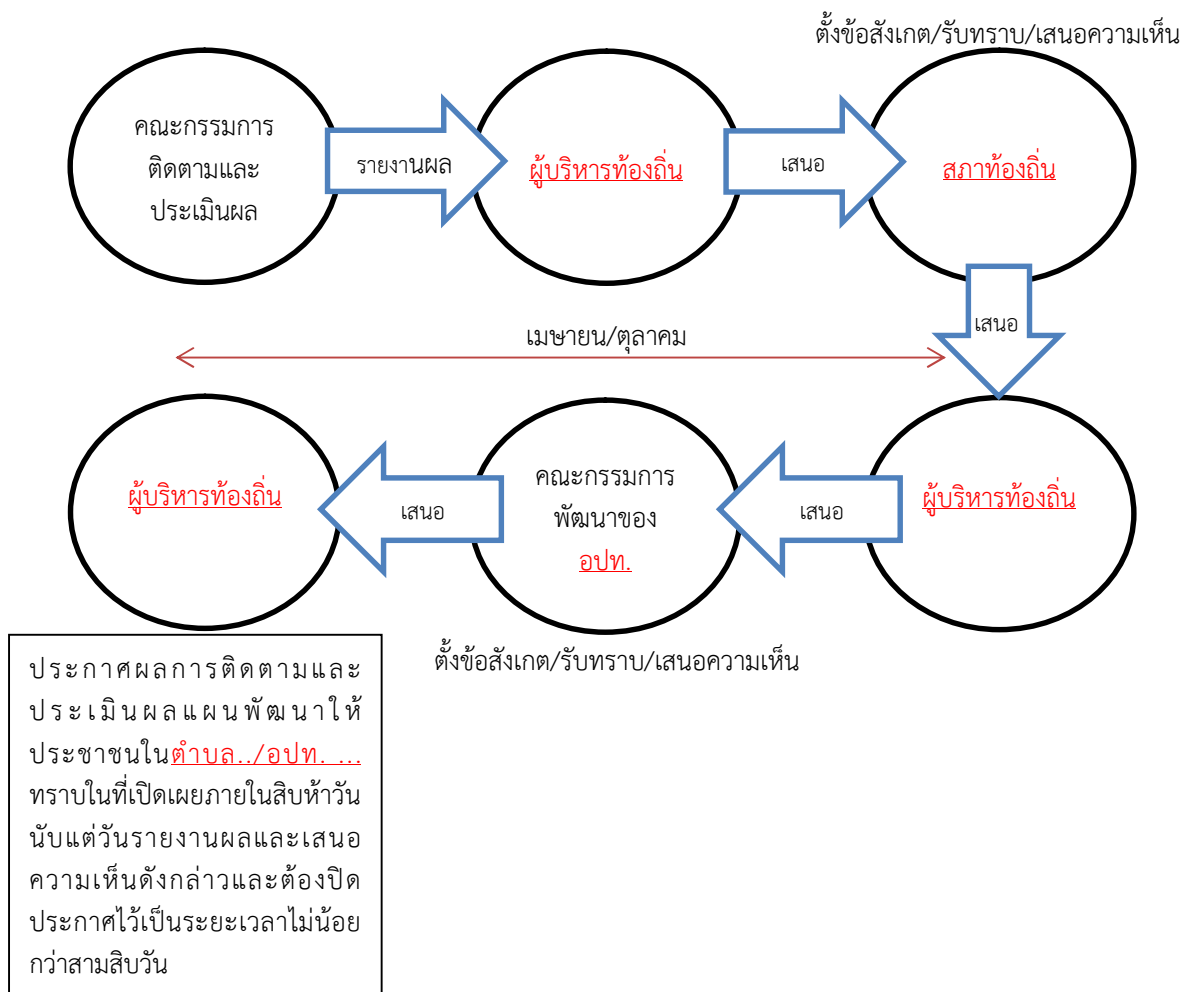 ตั้งข้อสังเกต/รับทราบ/เสนอความเห็น
คณะกรรมการ
ติดตามและ
ประเมินผล
รายงานผล
ผู้บริหารท้องถิ่น
เสนอ
สภาท้องถิ่น
เสนอ
เมษายน/ตุลาคม
ผู้บริหารท้องถิ่น
เสนอ
คณะกรรมการ
พัฒนาของ
อปท.
เสนอ
ผู้บริหารท้องถิ่น
ตั้งข้อสังเกต/รับทราบ/เสนอความเห็น
ประกาศผลการติดตามและ
ประเมินผลแผนพัฒนาให้
ประชาชนในตำบล../อปท. ...
ทราบในที่เปิดเผยภายในสิบห้าวัน
นับแต่วันรายงานผลและเสนอ
ความเห็นดังกล่าวและต้องปิด
ประกาศไว้เป็นระยะเวลาไม่น้อย
กว่าสามสิบวัน